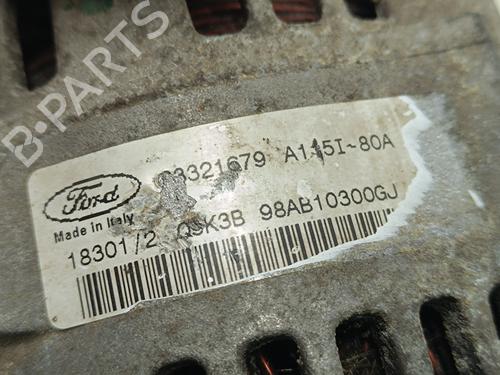 B-PARTS
Ford
Made in Italy
63321679 A115I~80A
18301/2 QSK3B 98AB10300GJ